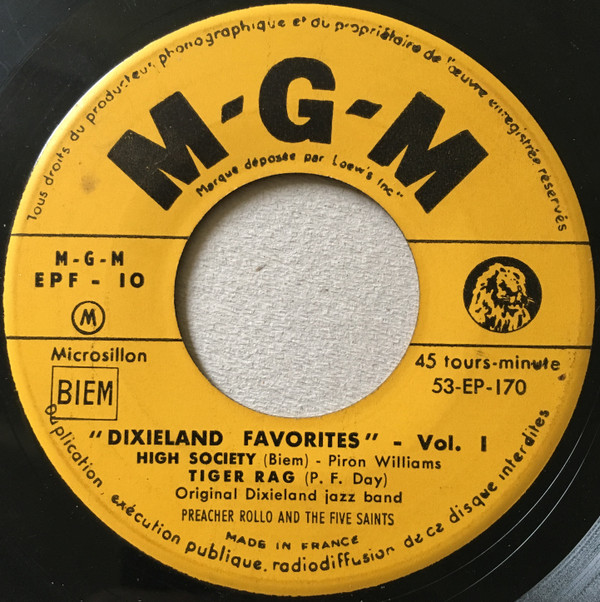 Tous droits du producteur phonographique et du propriétaire de l'œuvre enregistrée réservés
M-G-M
"Marque déposée par Loew's Inc"
M-G-M
EPF - 10
M
Microsillon
BIEM
45 tours-minute
53-EP-170
"DIXIELAND FAVORITES" - Vol. I
HIGH SOCIETY (Biem) - Piron Williams
TIGER RAG (P. F. Day)
Original Dixieland jazz band
PREACHER ROLLO AND THE FIVE SAINTS
MADE IN FRANCE
Duplication, exécution publique, radiodiffusion de ce disque interdites